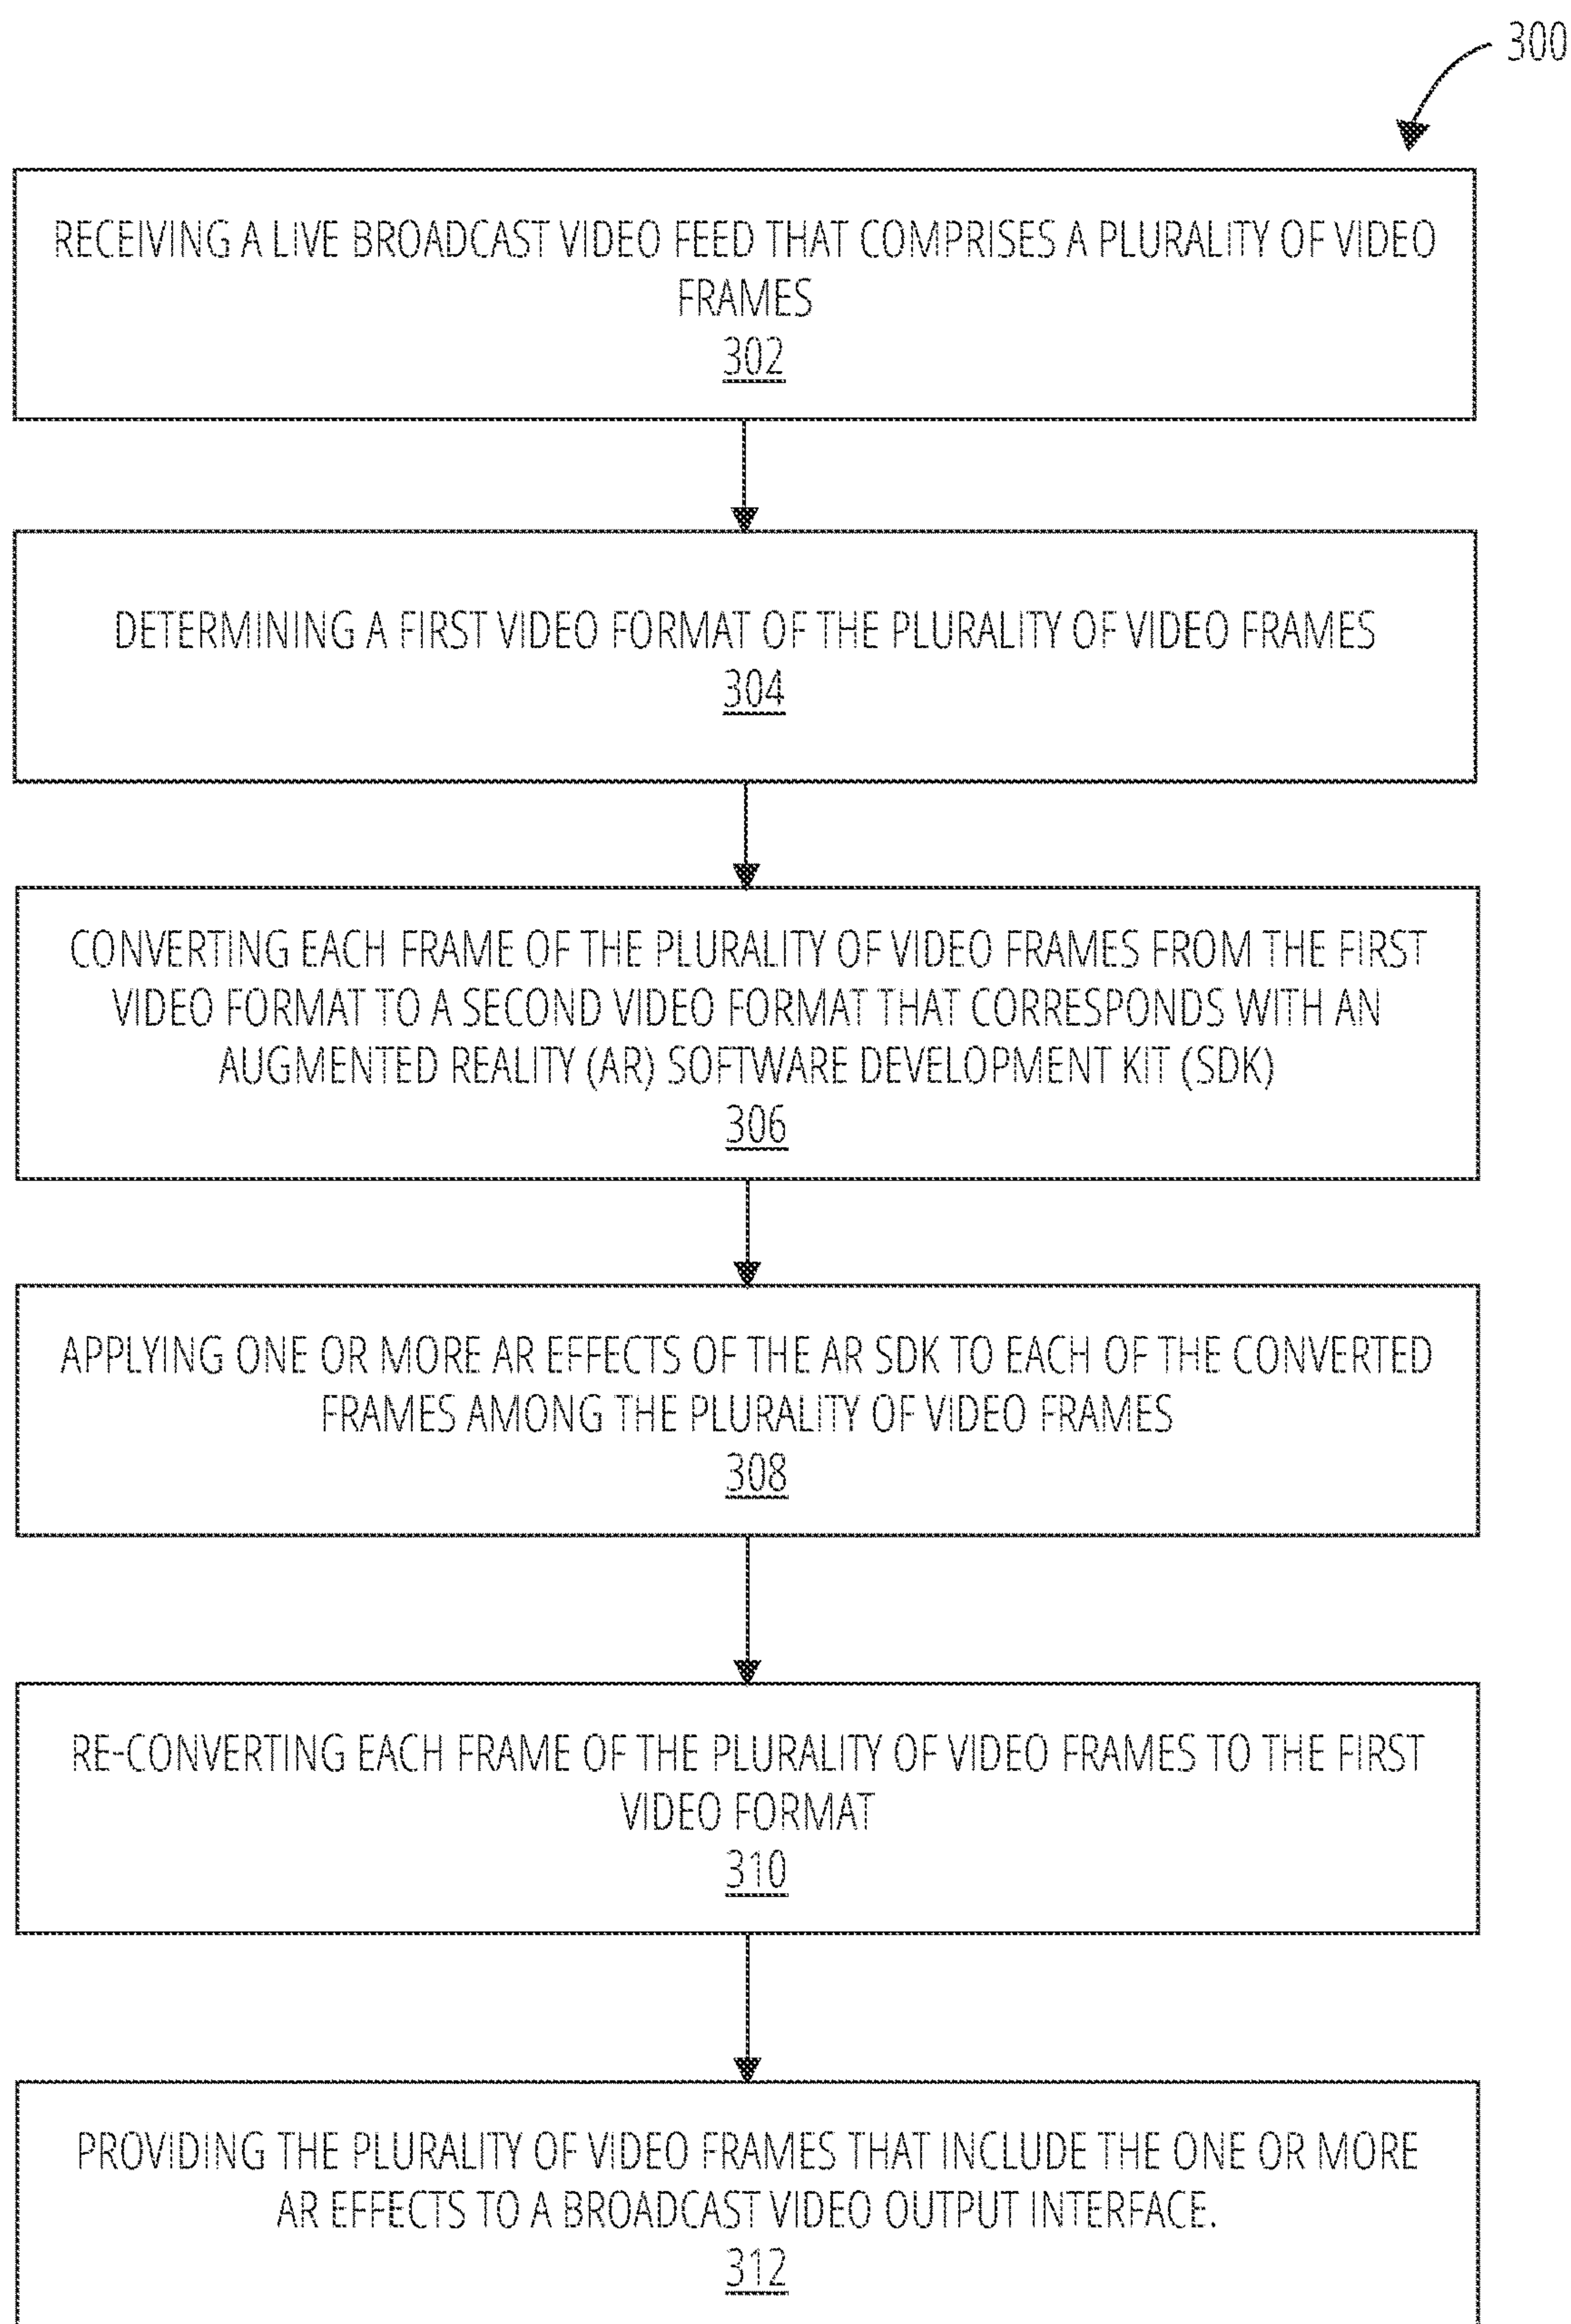 300
RECEIVING A LIVE BROADCAST VIDEO FEED THAT COMPRISES A PLURALITY OF VIDEO
FRAMES
302
DETERMINING A FIRST VIDEO FORMAT OF THE PLURALITY OF VIDEO FRAMES
304
CONVERTING EACH FRAME OF THE PLURALITY OF VIDEO FRAMES FROM THE FIRST
VIDEO FORMAT TO A SECOND VIDEO FORMAT THAT CORRESPONDS WITH AN
AUGMENTED REALITY (AR) SOFTWARE DEVELOPMENT KIT (SDK)
306
APPLYING ONE OR MORE AR EFFECTS OF THE AR SDK TO EACH OF THE CONVERTED
FRAMES AMONG THE PLURALITY OF VIDEO FRAMES
308
RE-CONVERTING EACH FRAME OF THE PLURALITY OF VIDEO FRAMES TO THE FIRST
VIDEO FORMAT
310
PROVIDING THE PLURALITY OF VIDEO FRAMES THAT INCLUDE THE ONE OR MORE
AR EFFECTS TO A BROADCAST VIDEO OUTPUT INTERFACE.
312